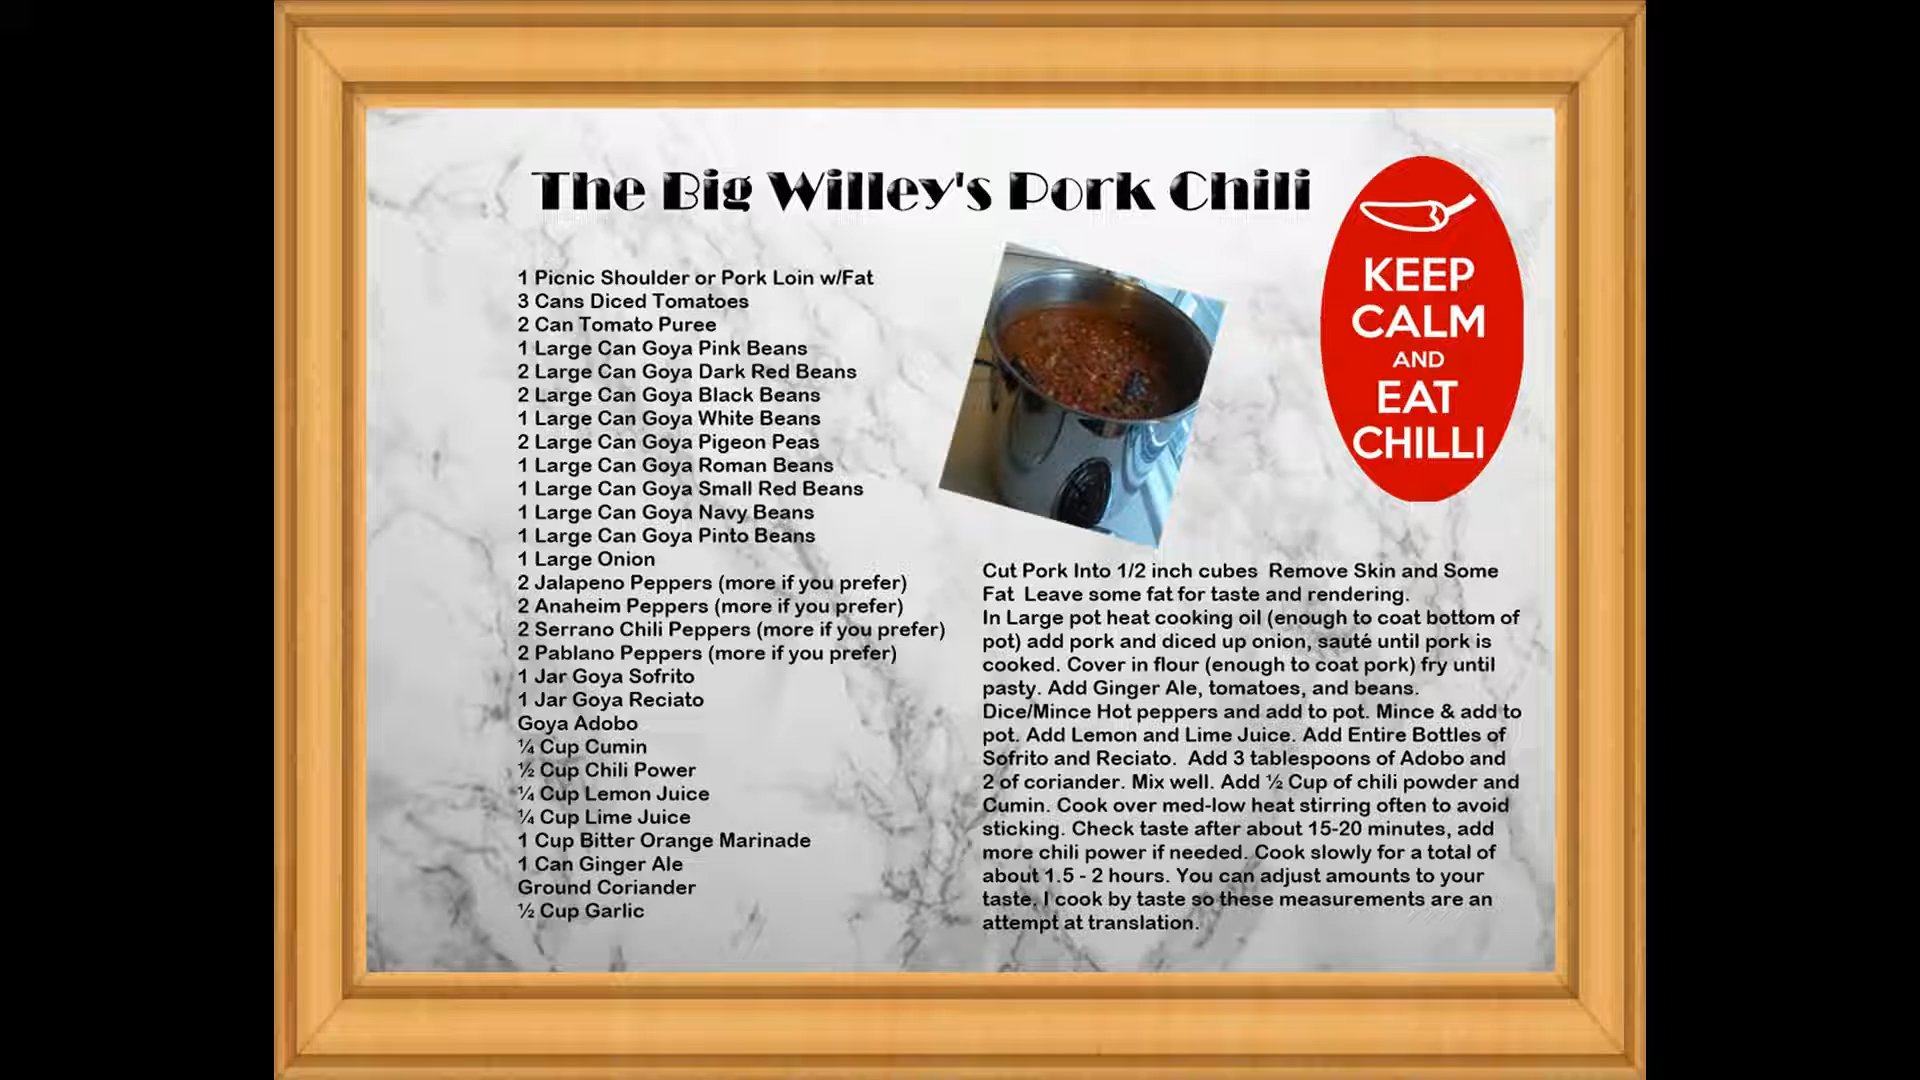 The Big Willey's Pork Chili
KEEP
CALM
AND
EAT
CHILLI
1 Picnic Shoulder or Pork Loin w/Fat
3 Cans Diced Tomatoes
2 Can Tomato Puree
1 Large Can Goya Pink Beans
2 Large Can Goya Dark Red Beans
2 Large Can Goya Black Beans
1 Large Can Goya White Beans
2 Large Can Goya Pigeon Peas
1 Large Can Goya Roman Beans
1 Large Can Goya Small Red Beans
1 Large Can Goya Navy Beans
1 Large Can Goya Pinto Beans
1 Large Onion
2 Jalapeno Peppers (more if you prefer)
2 Anaheim Peppers (more if you prefer)
2 Serrano Chili Peppers (more if you prefer)
2 Pablano Peppers (more if you prefer)
1 Jar Goya Sofrito
1 Jar Goya Reciato
Goya Adobo
¼ Cup Cumin
½ Cup Chili Power
¼ Cup Lemon Juice
¼ Cup Lime Juice
1 Cup Bitter Orange Marinade
1 Can Ginger Ale
Ground Coriander
½ Cup Garlic
Cut Pork Into 1/2 inch cubes Remove Skin and Some
Fat Leave some fat for taste and rendering.
In Large pot heat cooking oil (enough to coat bottom of
pot) add pork and diced up onion, sauté until pork is
cooked. Cover in flour (enough to coat pork) fry until
pasty. Add Ginger Ale, tomatoes, and beans.
Dice/Mince Hot peppers and add to pot. Mince & add to
pot. Add Lemon and Lime Juice. Add Entire Bottles of
Sofrito and Reciato. Add 3 tablespoons of Adobo and
2 of coriander. Mix well. Add ½ Cup of chili powder and
Cumin. Cook over med-low heat stirring often to avoid
sticking. Check taste after about 15-20 minutes, add
more chili power if needed. Cook slowly for a total of
about 1.5 - 2 hours. You can adjust amounts to your
taste. I cook by taste so these measurements are an
attempt at translation.